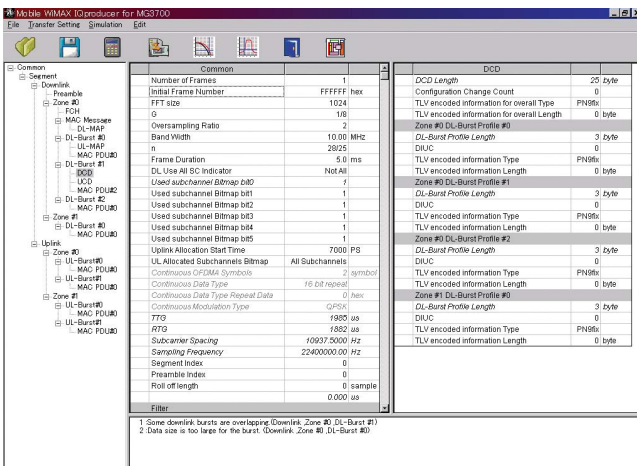 Mobile WiMAX IQproducer for MG3700
File Transfer Setting Simulation Edit
Common
Segment
Downlink
Preamble
Zone #0
FCH
MAC Message
DL-MAP
DL-Burst #0
UL-MAP
MAC PDU#0
DL-Burst #1
DCD
UCD
MAC PDU#2
DL-Burst #2
MAC PDU#0
Zone #1
DL-Burst #0
MAC PDU#0
Uplink
Zone #0
UL-Burst#0
MAC PDU#0
UL-Burst#1
MAC PDU#0
Zone #1
UL-Burst#0
MAC PDU#0
UL-Burst#1
MAC PDU#0
Common
Number of Frames 1
Initial Frame Number FFFFFF hex
FFT size 1024
G 1/8
Oversampling Ratio 2
Band Width 10.00 MHz
n 28/25
Frame Duration 5.0 ms
DL Use All SC Indicator Not All
Used subchannel Bitmap bit0 1
Used subchannel Bitmap bit1 1
Used subchannel Bitmap bit2 1
Used subchannel Bitmap bit3 1
Used subchannel Bitmap bit4 1
Used subchannel Bitmap bit5 1
Uplink Allocation Start Time 7000 PS
UL Allocated Subchannels Bitmap All Subchannels
Continuous OFDMA Symbols 2 symbol
Continuous Data Type 16 bit repeat
Continuous Data Type Repeat Data 0 hex
Continuous Modulation Type QPSK
TTG 1985 us
RTG 1882 us
Subcarrier Spacing 10937.5000 Hz
Sampling Frequency 22400000.00 Hz
Segment Index 0
Preamble Index 0
Roll off length 0 sample
0.000 us
Filter
DCD
DCD Length 25 byte
Configuration Change Count 0
TLV encoded information for overall Type PN9fix
TLV encoded information for overall Length 0 byte
Zone #0 DL-Burst Profile #0
DL-Burst Profile Length 3 byte
DIUC 0
TLV encoded information Type PN9fix
TLV encoded information Length 0 byte
Zone #0 DL-Burst Profile #1
DL-Burst Profile Length 3 byte
DIUC 0
TLV encoded information Type PN9fix
TLV encoded information Length 0 byte
Zone #0 DL-Burst Profile #2
DL-Burst Profile Length 3 byte
DIUC 0
TLV encoded information Type PN9fix
TLV encoded information Length 0 byte
Zone #1 DL-Burst Profile #0
DL-Burst Profile Length 3 byte
DIUC 0
TLV encoded information Type PN9fix
TLV encoded information Length 0 byte
1 :Some downlink bursts are overlapping.(Downlink ,Zone #0 ,DL-Burst #1)
2 :Data size is too large for the burst. (Downlink ,Zone #0 ,DL-Burst #0)